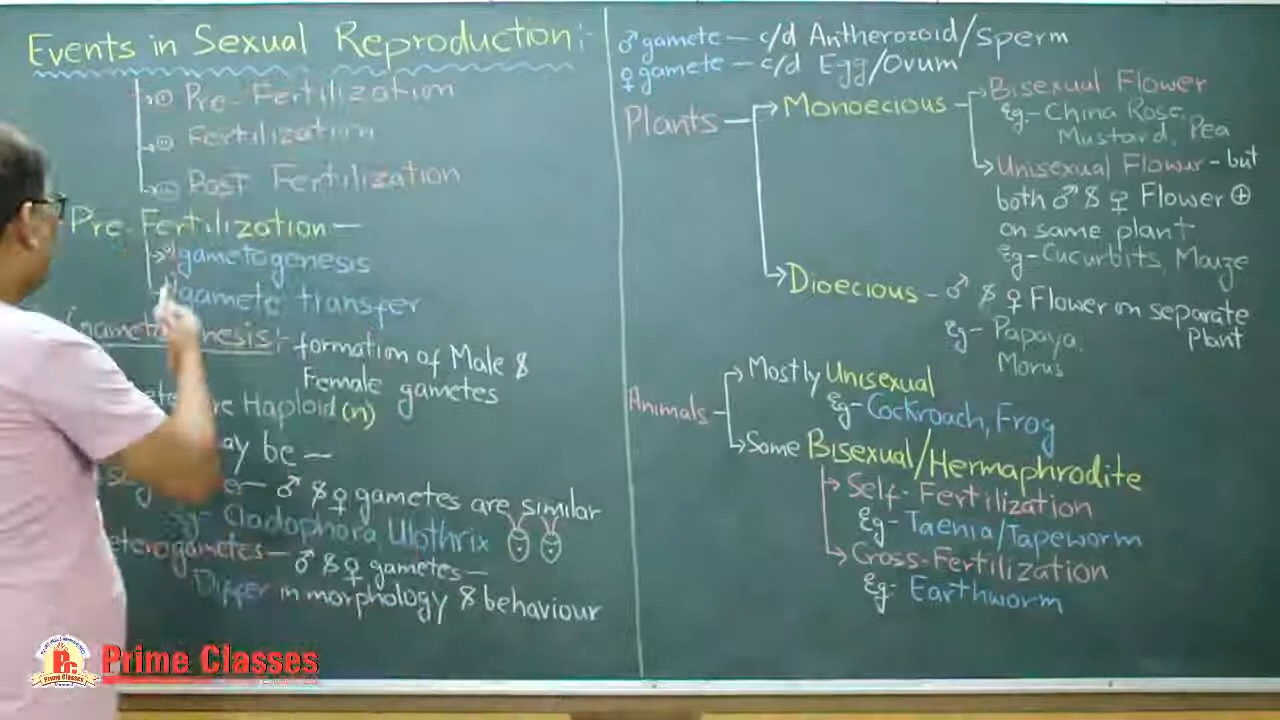 Events in Sexual Reproduction:-
Pre-Fertilization
Fertilization
Post Fertilization
Pre-Fertilization —
gametogenesis
gamete transfer
:- formation of Male &
Female gametes
Haploid (n)
may be —
— ♂ & ♀ gametes are similar
Eg- Cladophora, Ulothrix
— ♂ & ♀ gametes —
Differ in morphology & behaviour
♂ gamete — c/d Antherozoid/Sperm
♀ gamete — c/d Egg/Ovum
Plants
Monoecious
Bisexual Flower
Eg- China Rose,
Mustard, Pea
Unisexual Flower - but
both ♂ & ♀ Flower ⊕
on same plant
Eg- Cucurbits, Maize
Dioecious - ♂ & ♀ Flower on separate
Plant
Eg- Papaya,
Morus
Animals
Mostly Unisexual
Eg- Cockroach, Frog
Some Bisexual/Hermaphrodite
Self-Fertilization
Eg- Taenia/Tapeworm
Cross-Fertilization
Eg- Earthworm
Prime Classes